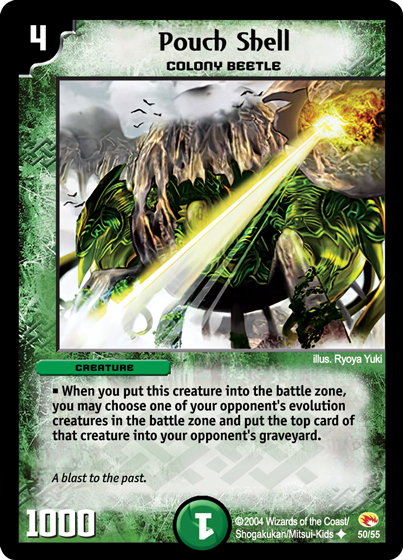 4
Pouch Shell
COLONY BEETLE
illus. Ryoya Yuki
CREATURE
▪ When you put this creature into the battle zone,
you may choose one of your opponent's evolution
creatures in the battle zone and put the top card of
that creature into your opponent's graveyard.
A blast to the past.
1000
1
©2004 Wizards of the Coast/
Shogakukan/Mitsui-Kids ✦ 50/55